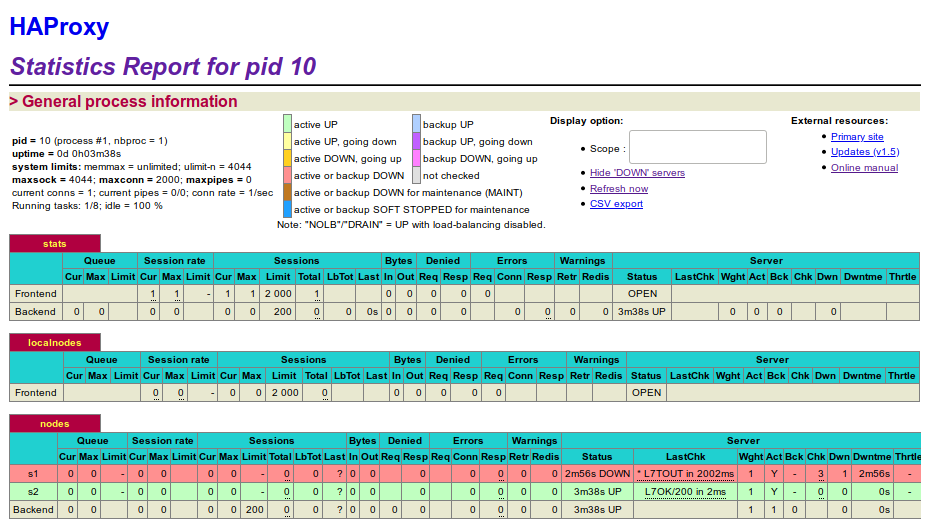 HAProxy
Statistics Report for pid 10
> General process information
pid = 10 (process #1, nbproc = 1)
uptime = 0d 0h03m38s
system limits: memmax = unlimited; ulimit-n = 4044
maxsock = 4044; maxconn = 2000; maxpipes = 0
current conns = 1; current pipes = 0/0; conn rate = 1/sec
Running tasks: 1/8; idle = 100 %
active UP backup UP
active UP, going down backup UP, going down
active DOWN, going up backup DOWN, going up
active or backup DOWN not checked
active or backup DOWN for maintenance (MAINT)
active or backup SOFT STOPPED for maintenance
Note: "NOLB"/"DRAIN" = UP with load-balancing disabled.
Display option:
Scope :
Hide 'DOWN' servers
Refresh now
CSV export
External resources:
Primary site
Updates (v1.5)
Online manual
stats
Queue Session rate Sessions Bytes Denied Errors Warnings Server
Cur Max Limit Cur Max Limit Cur Max Limit Total LbTot Last In Out Req Resp Req Conn Resp Retr Redis Status LastChk Wght Act Bck Chk Dwn Dwntme Thrtle
Frontend 1 1 - 1 1 2 000 1 0 0 0 0 0 OPEN
Backend 0 0 0 0 0 0 200 0 0 0s 0 0 0 0 0 0 0 0 3m38s UP 0 0 0 0
localnodes
Queue Session rate Sessions Bytes Denied Errors Warnings Server
Cur Max Limit Cur Max Limit Cur Max Limit Total LbTot Last In Out Req Resp Req Conn Resp Retr Redis Status LastChk Wght Act Bck Chk Dwn Dwntme Thrtle
Frontend 0 0 - 0 0 2 000 0 0 0 0 0 0 OPEN
nodes
Queue Session rate Sessions Bytes Denied Errors Warnings Server
Cur Max Limit Cur Max Limit Cur Max Limit Total LbTot Last In Out Req Resp Req Conn Resp Retr Redis Status LastChk Wght Act Bck Chk Dwn Dwntme Thrtle
s1 0 0 - 0 0 0 0 - 0 0 ? 0 0 0 0 0 0 0 2m56s DOWN * L7TOUT in 2002ms 1 Y - 3 1 2m56s -
s2 0 0 - 0 0 0 0 - 0 0 ? 0 0 0 0 0 0 0 3m38s UP L7OK/200 in 2ms 1 Y - 0 0 0s -
Backend 0 0 0 0 0 0 200 0 0 ? 0 0 0 0 0 0 0 0 3m38s UP 1 1 0 0 0s